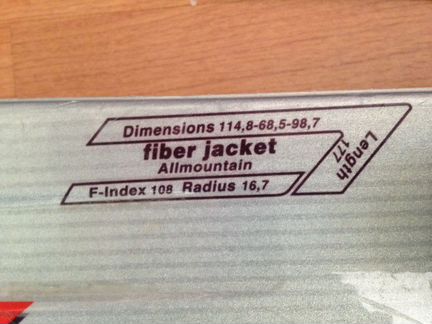 Dimensions 114,8-68,5-98,7
fiber jacket
Allmountain
F-Index 108 Radius 16,7
Length
177